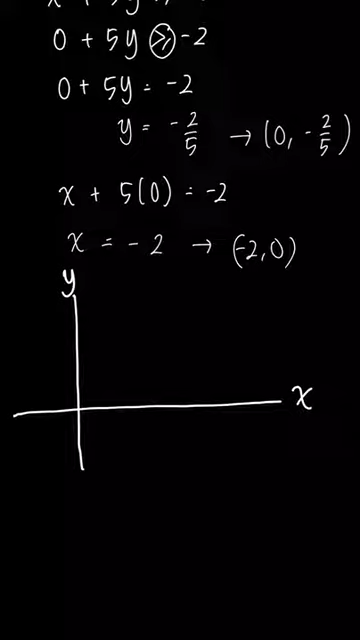 0 + 5y ≥ -2
0 + 5y = -2
y = -2/5 → (0, -2/5)
x + 5(0) = -2
x = -2 → (-2, 0)
y
x